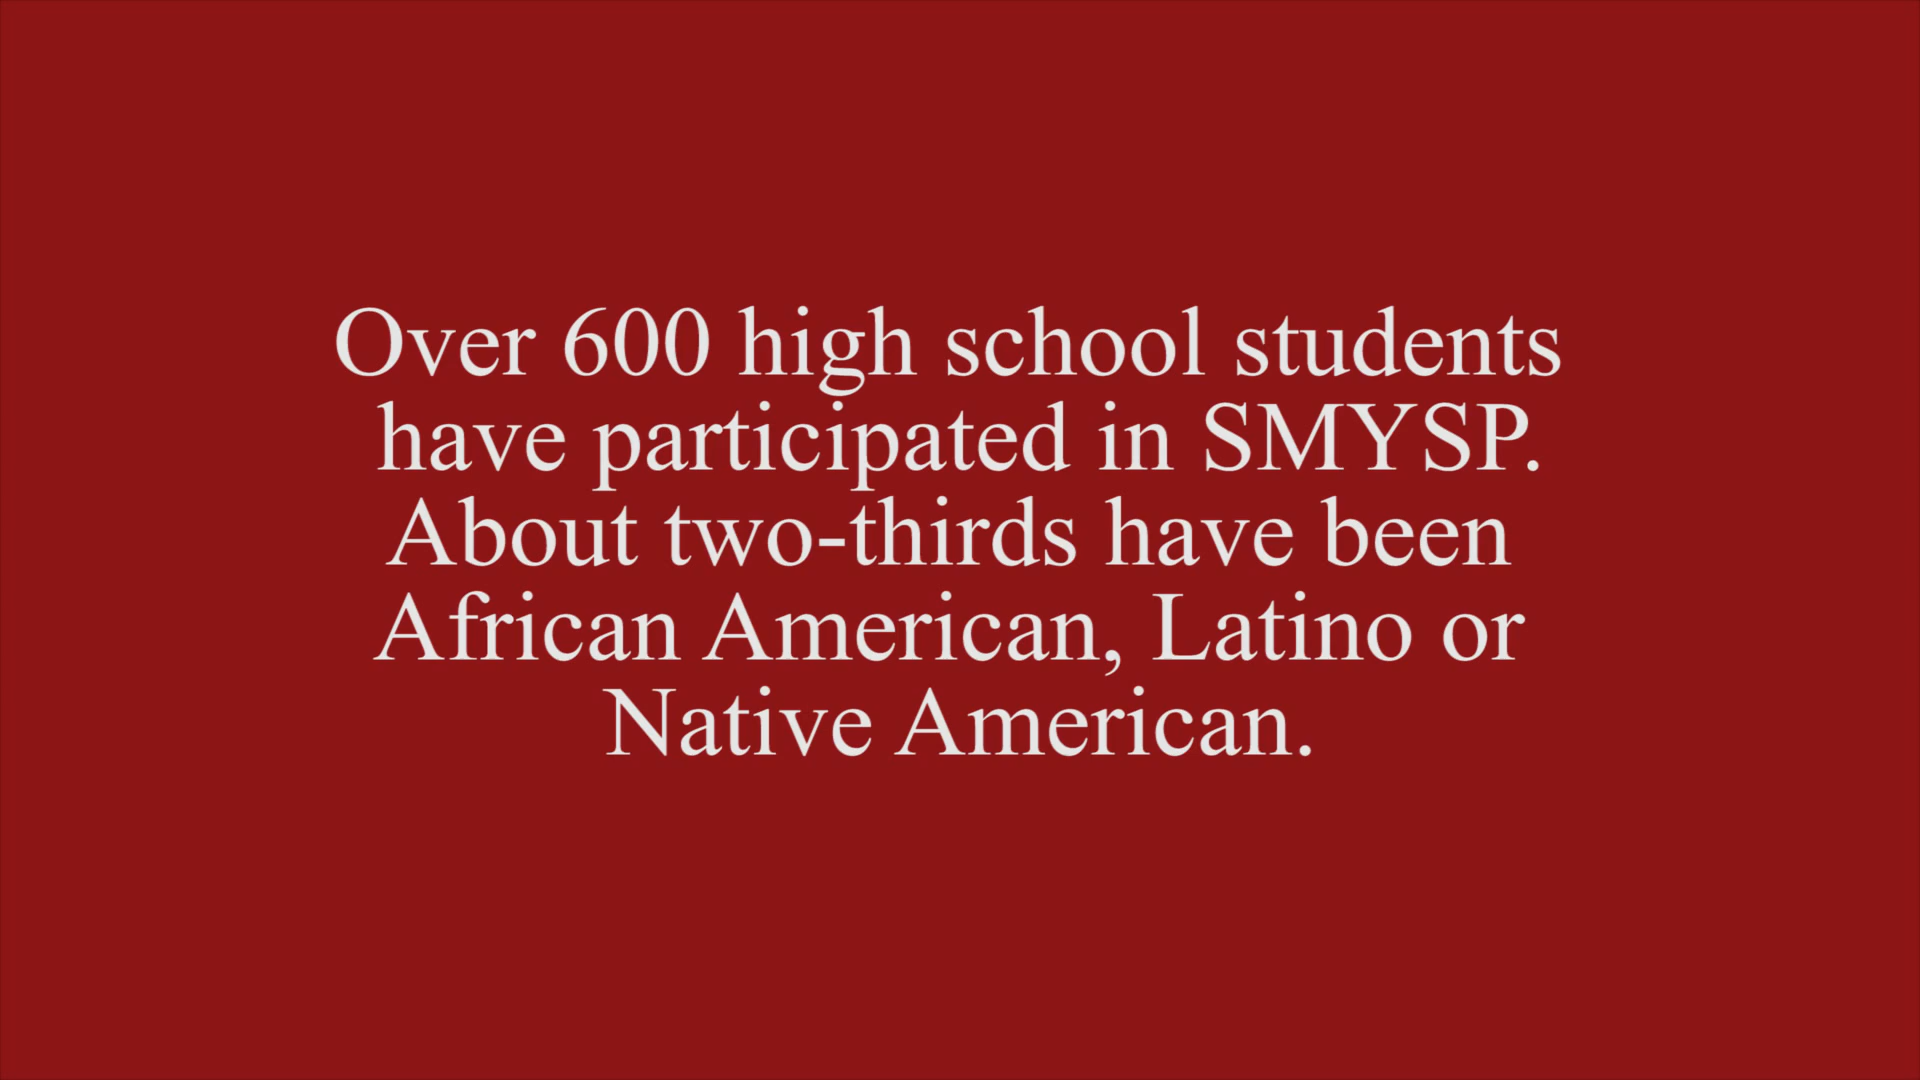 Over 600 high school students
have participated in SMYSP.
About two-thirds have been
African American, Latino or
Native American.